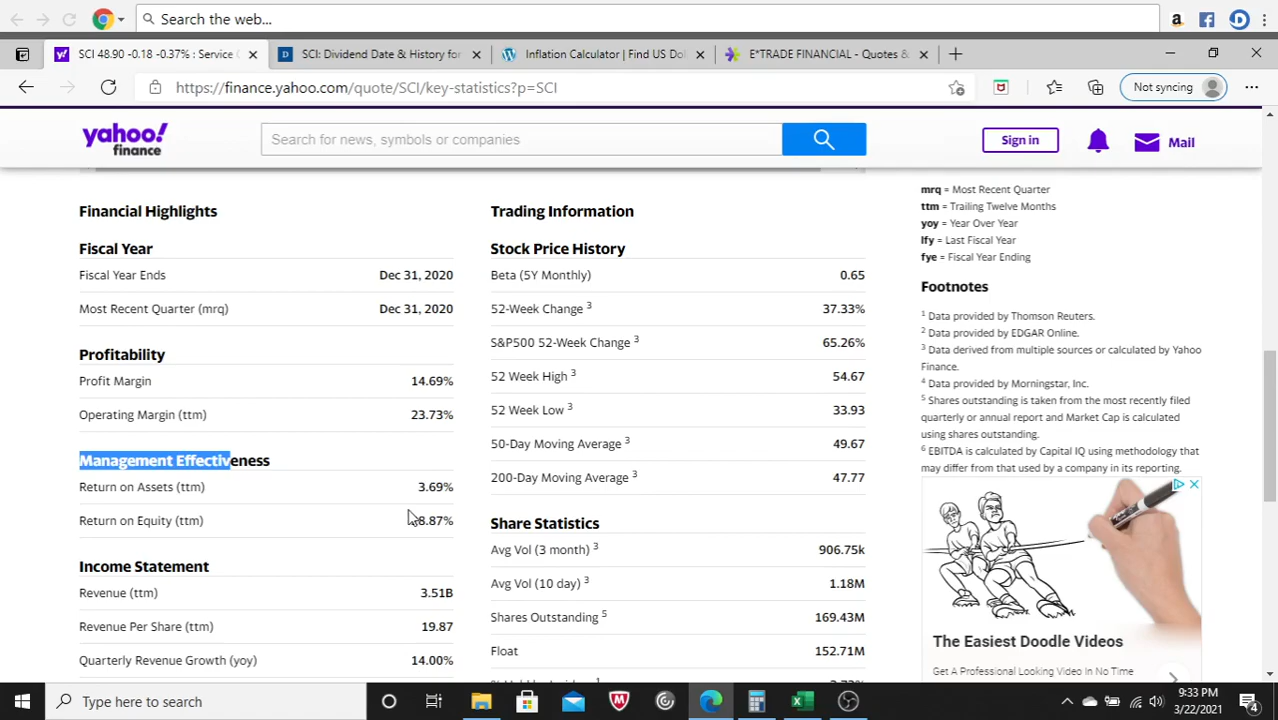 Search the web...
SCI 48.90 -0.18 -0.37% : Service
SCI: Dividend Date & History for
Inflation Calculator | Find US Dol
E*TRADE FINANCIAL - Quotes &
https://finance.yahoo.com/quote/SCI/key-statistics?p=SCI
Not syncing
yahoo!
finance
Search for news, symbols or companies
Sign in
Mail
Financial Highlights
Fiscal Year
Fiscal Year Ends Dec 31, 2020
Most Recent Quarter (mrq) Dec 31, 2020
Profitability
Profit Margin 14.69%
Operating Margin (ttm) 23.73%
Management Effectiveness
Return on Assets (ttm) 3.69%
Return on Equity (ttm)
Income Statement
Revenue (ttm) 3.51B
Revenue Per Share (ttm) 19.87
Quarterly Revenue Growth (yoy) 14.00%
Trading Information
Stock Price History
Beta (5Y Monthly) 0.65
52-Week Change 3 37.33%
S&P500 52-Week Change 3 65.26%
52 Week High 3 54.67
52 Week Low 3 33.93
50-Day Moving Average 3 49.67
200-Day Moving Average 3 47.77
Share Statistics
Avg Vol (3 month) 3 906.75k
Avg Vol (10 day) 3 1.18M
Shares Outstanding 5 169.43M
Float 152.71M
mrq = Most Recent Quarter
ttm = Trailing Twelve Months
yoy = Year Over Year
lfy = Last Fiscal Year
fye = Fiscal Year Ending
Footnotes
1 Data provided by Thomson Reuters.
2 Data provided by EDGAR Online.
3 Data derived from multiple sources or calculated by Yahoo
Finance.
4 Data provided by Morningstar, Inc.
5 Shares outstanding is taken from the most recently filed
quarterly or annual report and Market Cap is calculated
using shares outstanding.
6 EBITDA is calculated by Capital IQ using methodology that
may differ from that used by a company in its reporting.
The Easiest Doodle Videos
Get A Professional Looking Video In No Time
Type here to search
9:33 PM
3/22/2021
4